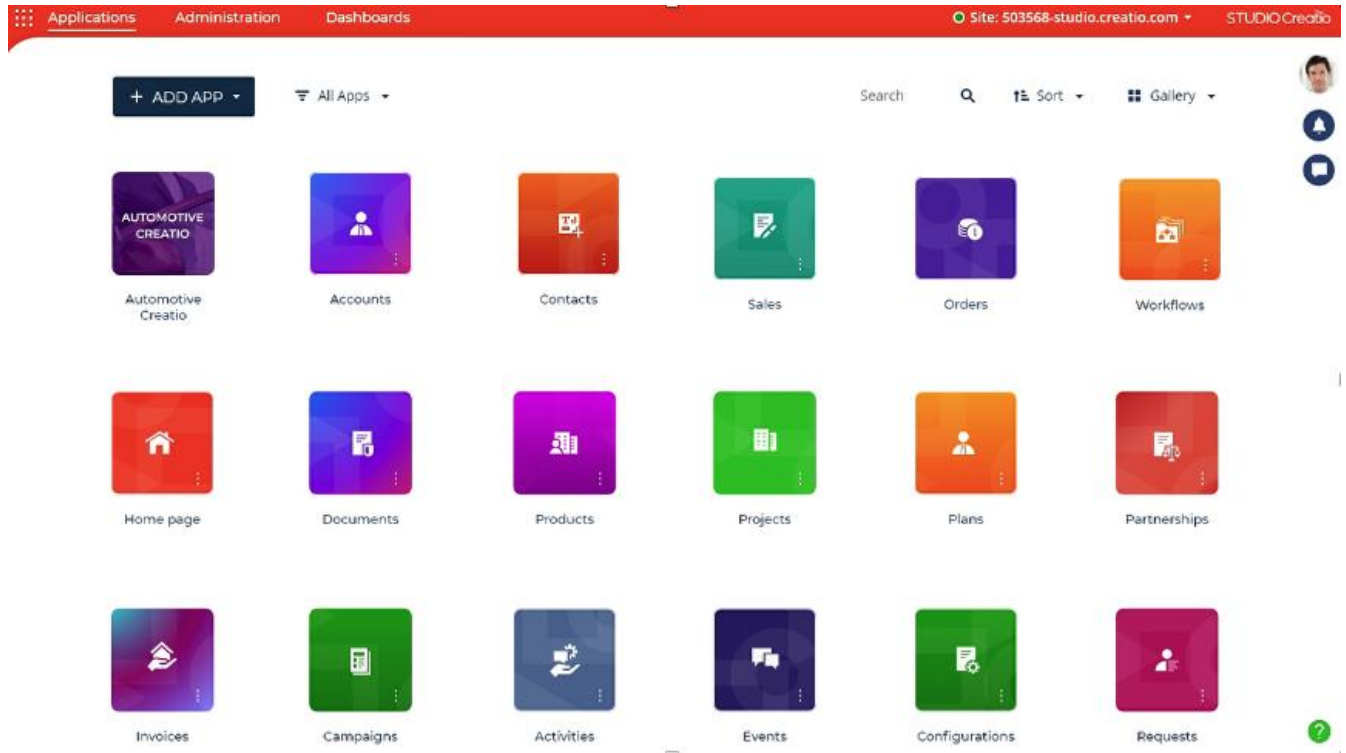 Applications Administration Dashboards Site: 503568-studio.creatio.com STUDIO Creatio
+ ADD APP All Apps Search Sort Gallery
AUTOMOTIVE
CREATIO
Automotive
Creatio
Accounts Contacts Sales Orders Workflows
Home page Documents Products Projects Plans Partnerships
Invoices Campaigns Activities Events Configurations Requests